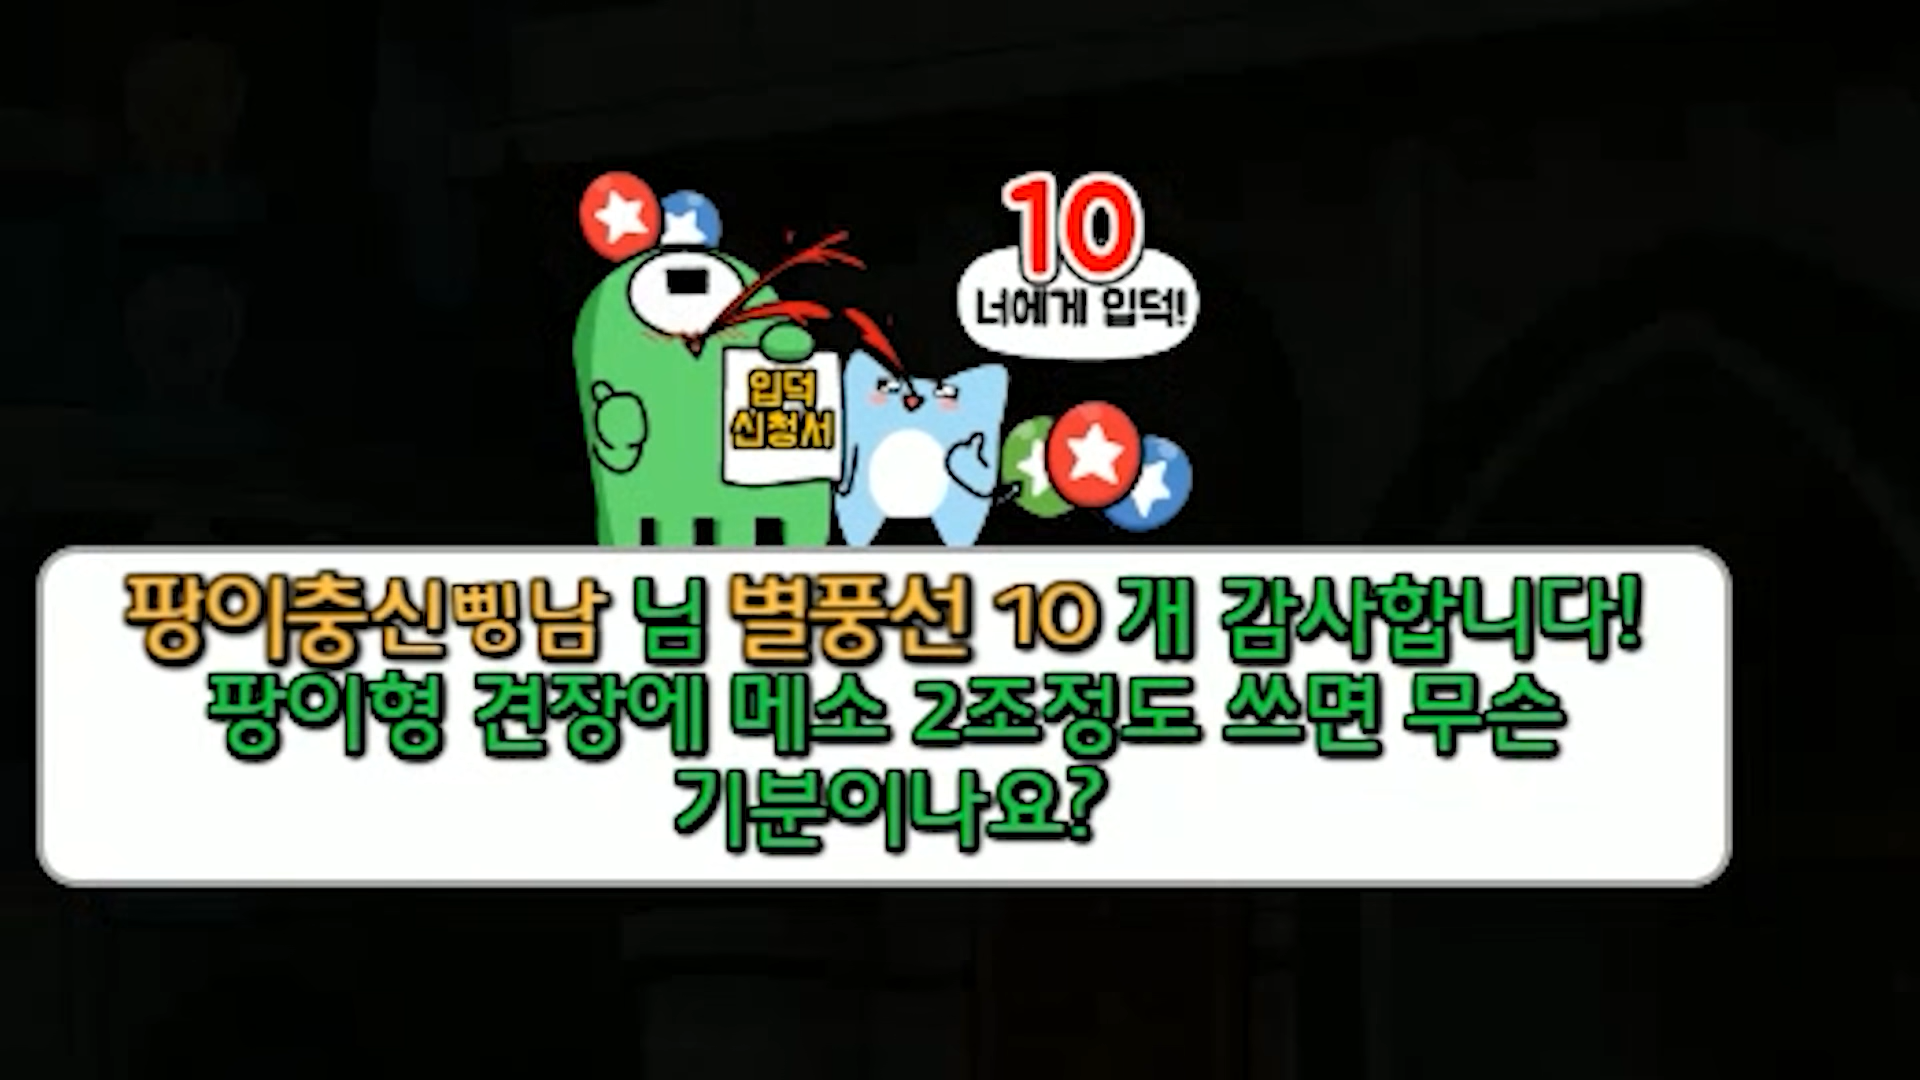 10
너에게 입덕!
입덕
신청서
팡이충신삥남 님 별풍선 10 개 감사합니다!
팡이형 견장에 메소 2조정도 쓰면 무슨
기분이나요?